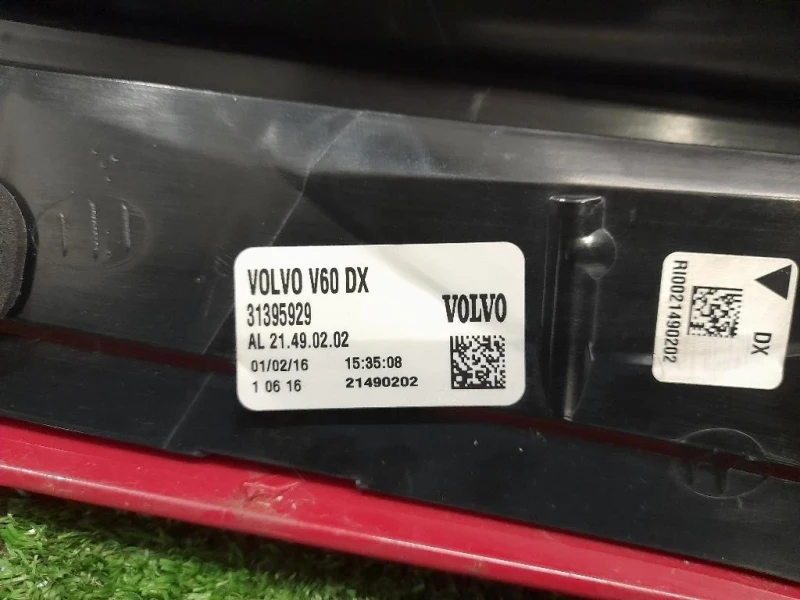 VOLVO V60 DX
31395929
VOLVO
AL 21.49.02.02
01/02/16 15:35:08
1 06 16 21490202
DX
RI0021490202